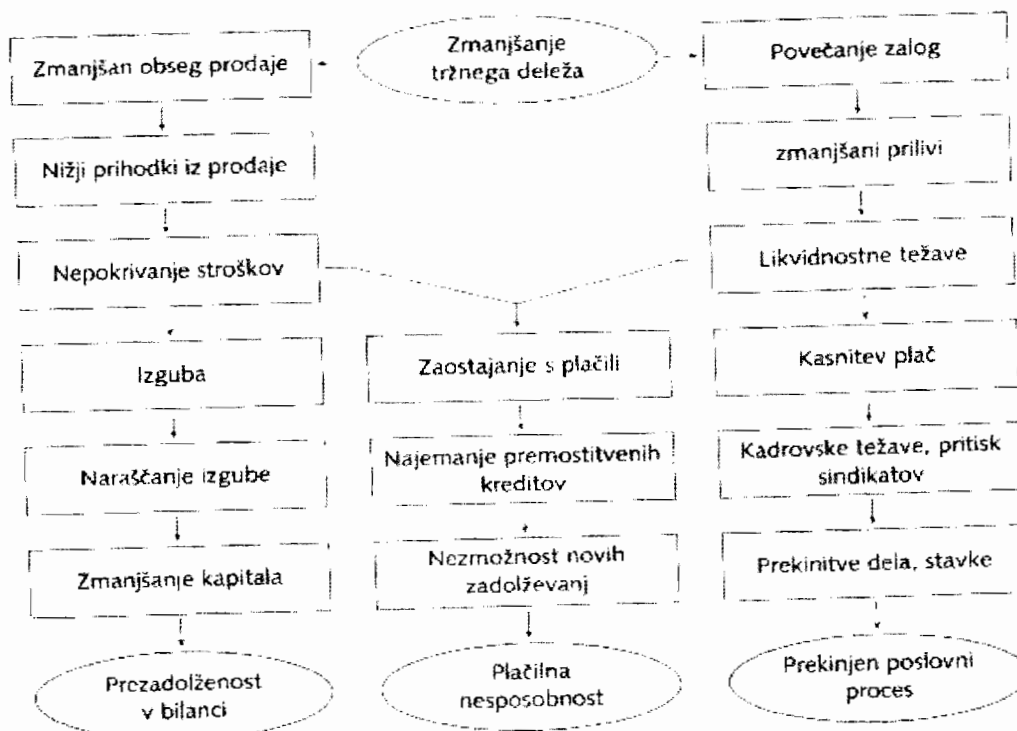 Zmanjšan obseg prodaje
Zmanjšanje
tržnega deleža
Povečanje zalog
Nižji prihodki iz prodaje
zmanjšani prilivi
Nepokrivanje stroškov
Likvidnostne težave
Izguba
Zaostajanje s plačili
Kasnitev plač
Naraščanje izgube
Najemanje premostitvenih
kreditov
Kadrovske težave, pritisk
sindikatov
Zmanjšanje kapitala
Nezmožnost novih
zadolževanj
Prekinitve dela, stavke
Prezadolženost
v bilanci
Plačilna
nesposobnost
Prekinjen poslovni
proces